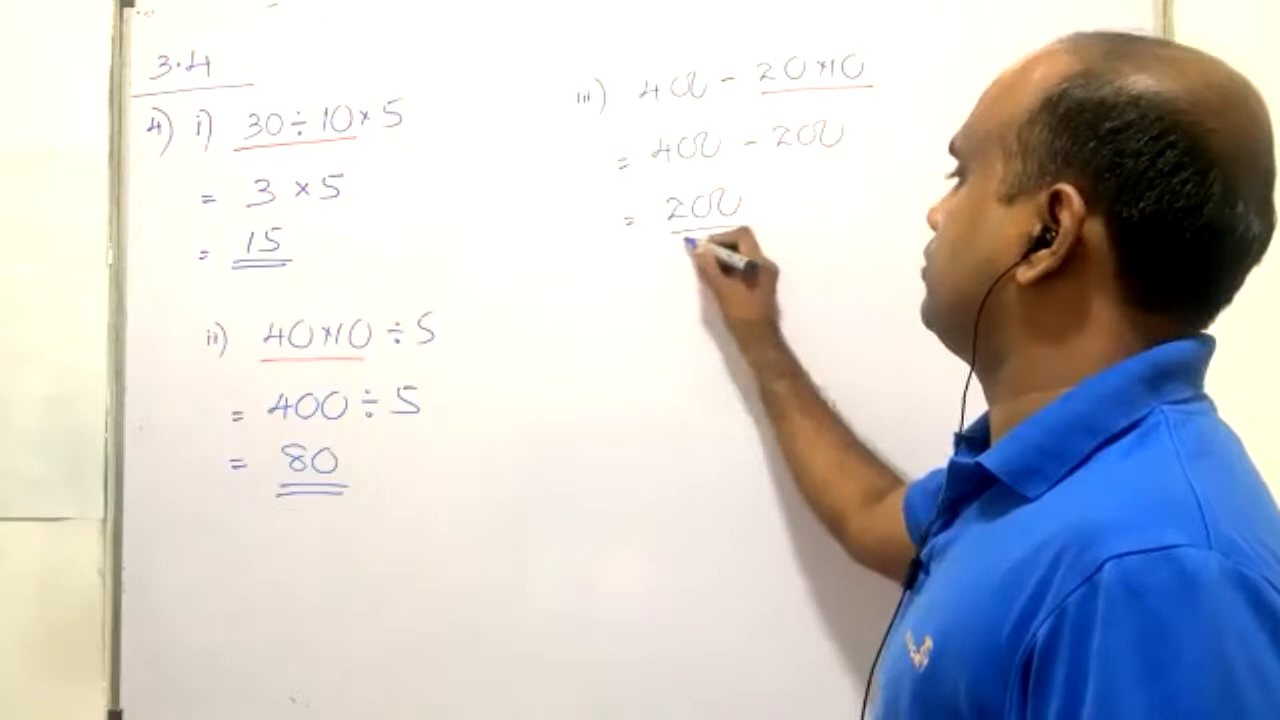 3.4
4) i) 30 ÷ 10 × 5
= 3 × 5
= 15
ii) 40 × 10 ÷ 5
= 400 ÷ 5
= 80
iii) 400 - 20 × 10
= 400 - 200
= 200